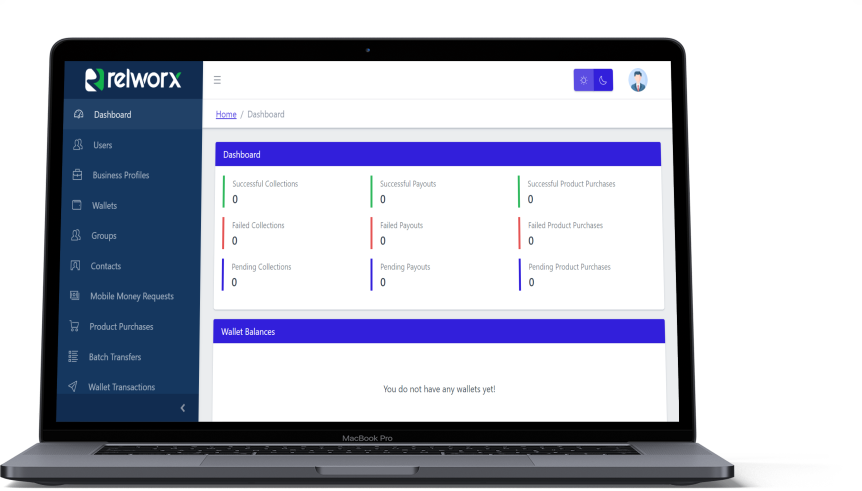 relworx
Dashboard
Users
Business Profiles
Wallets
Groups
Contacts
Mobile Money Requests
Product Purchases
Batch Transfers
Wallet Transactions
Home / Dashboard
Dashboard
Successful Collections
0
Successful Payouts
0
Successful Product Purchases
0
Failed Collections
0
Failed Payouts
0
Failed Product Purchases
0
Pending Collections
0
Pending Payouts
0
Pending Product Purchases
0
Wallet Balances
You do not have any wallets yet!
MacBook Pro